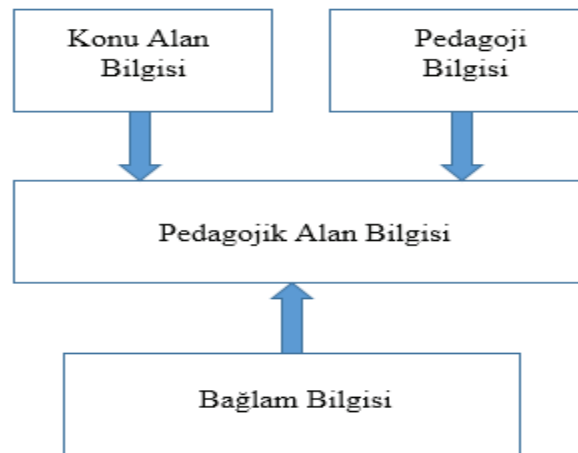 Konu Alan
Bilgisi
Pedagoji
Bilgisi
Pedagojik Alan Bilgisi
Bağlam Bilgisi